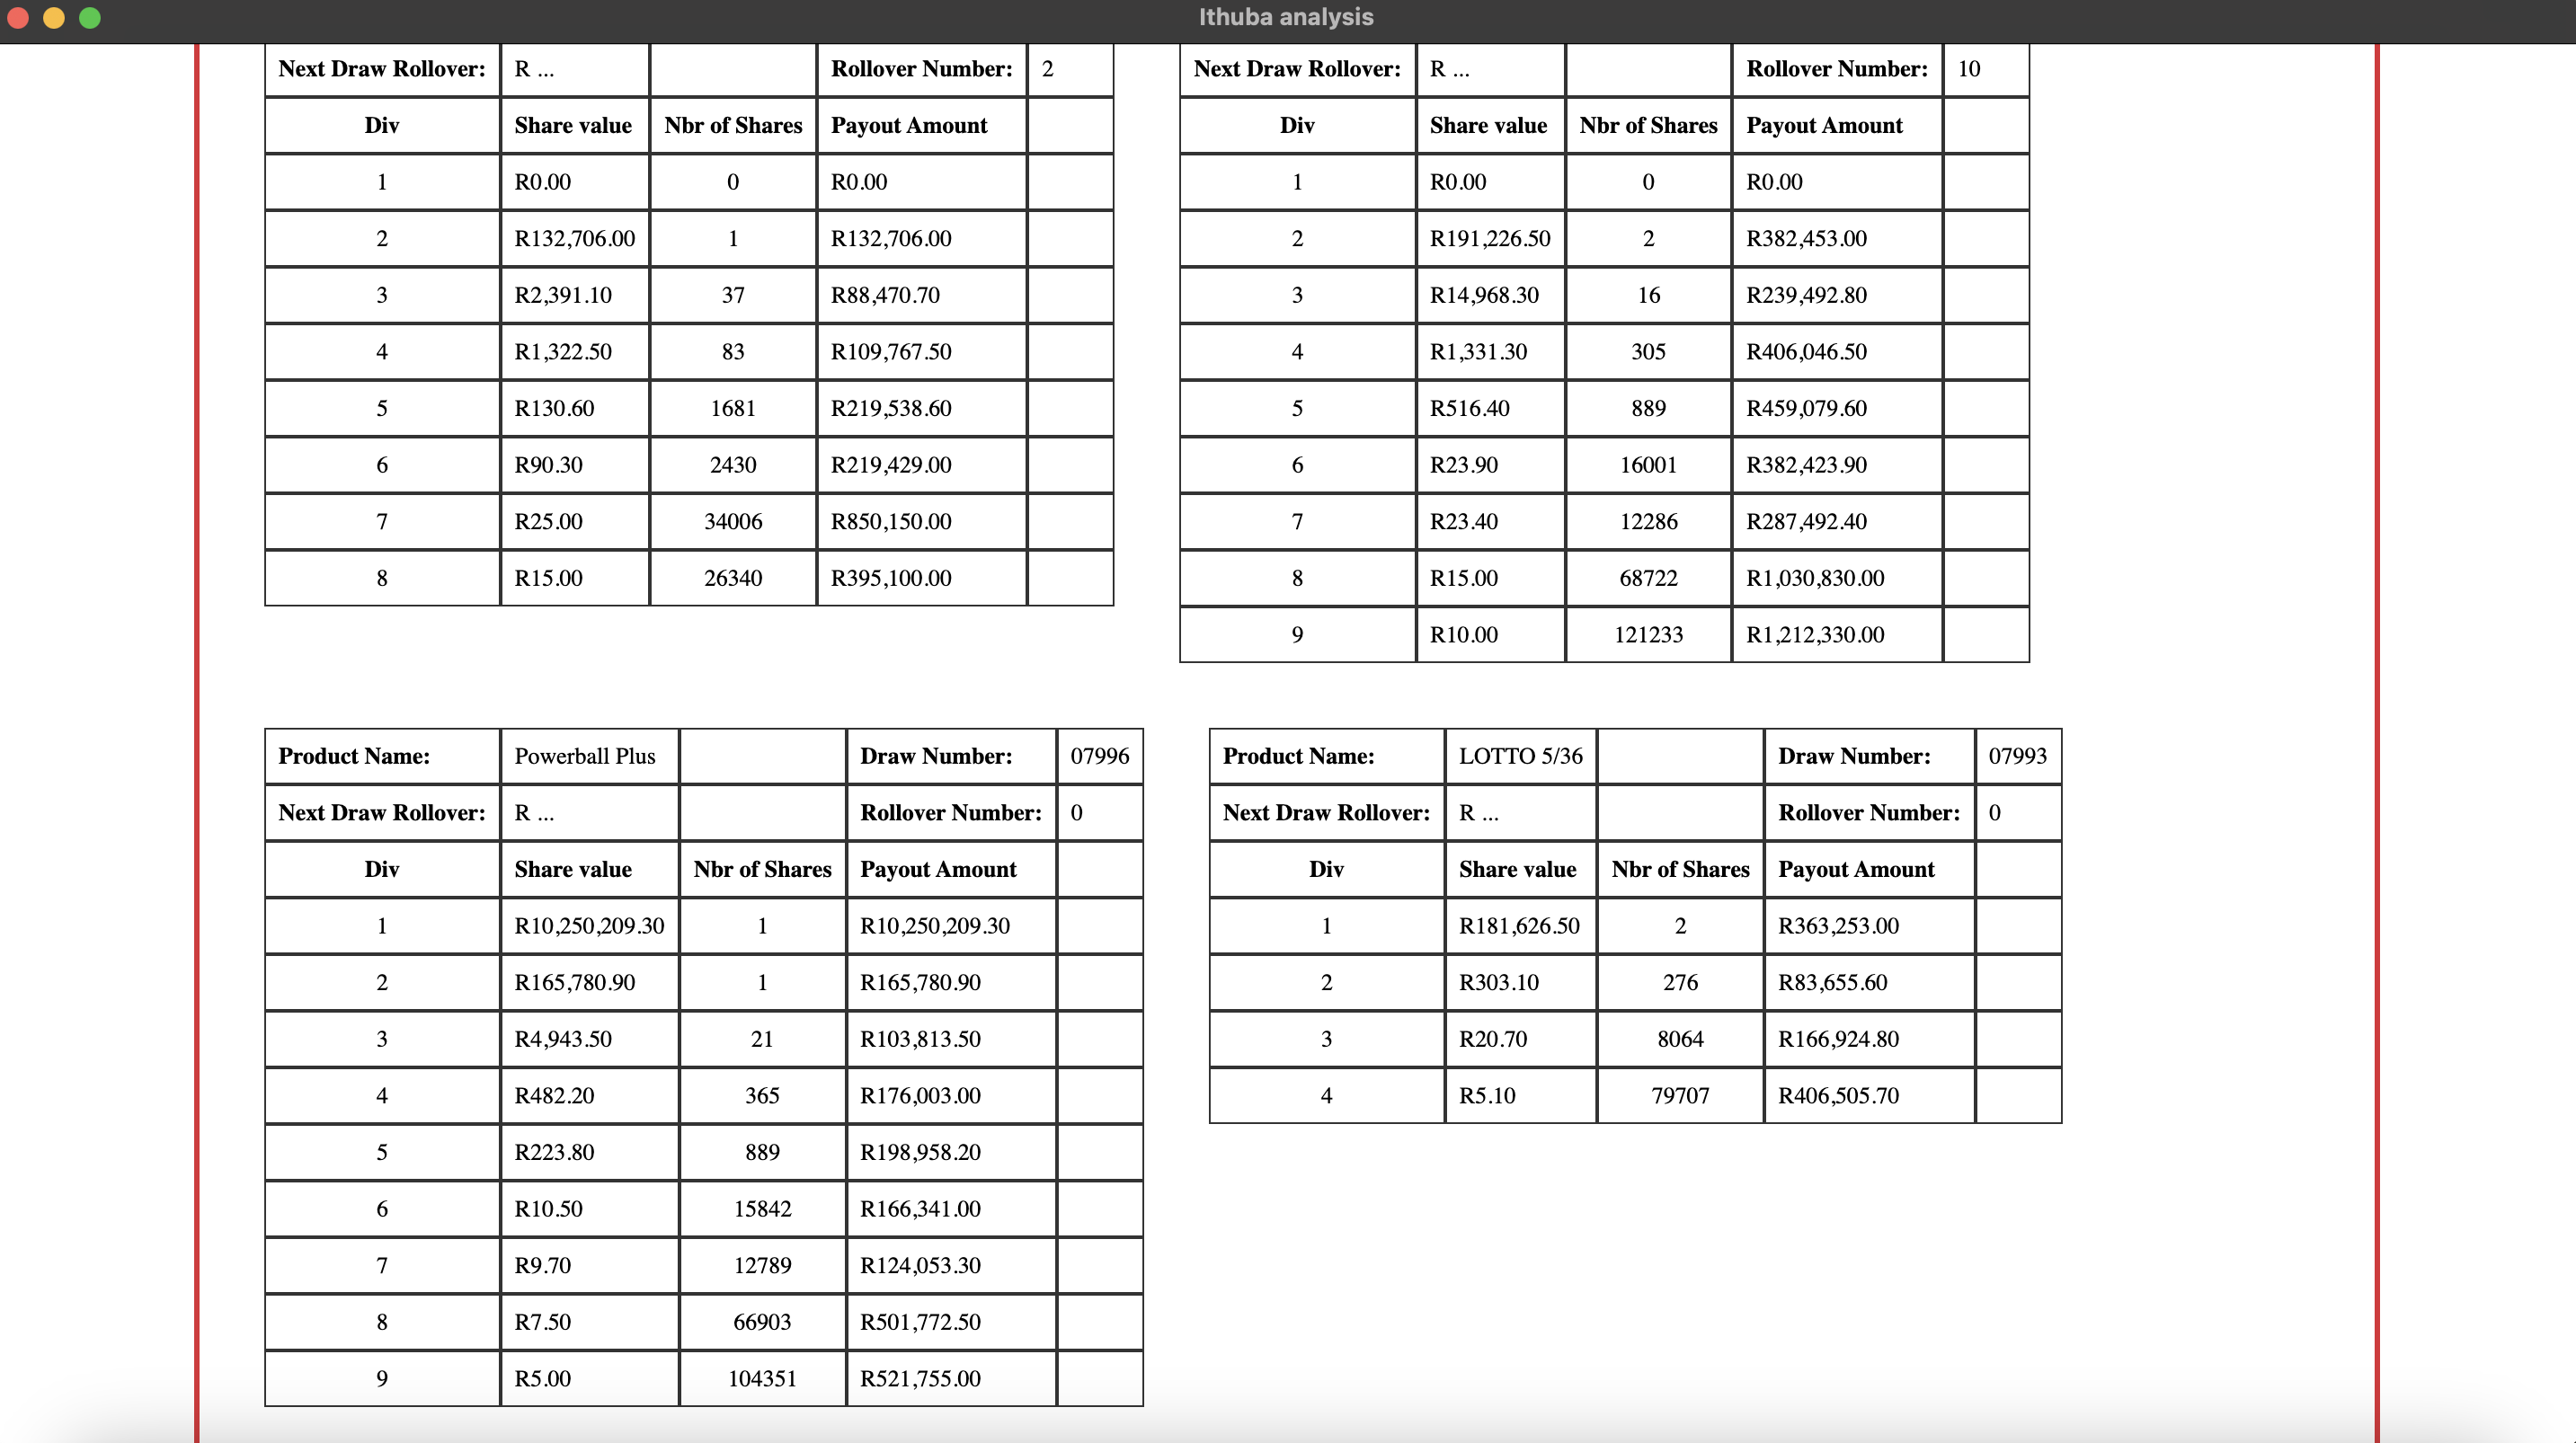 Ithuba analysis
Next Draw Rollover: R ... Rollover Number: 2
Div Share value Nbr of Shares Payout Amount
1 R0.00 0 R0.00
2 R132,706.00 1 R132,706.00
3 R2,391.10 37 R88,470.70
4 R1,322.50 83 R109,767.50
5 R130.60 1681 R219,538.60
6 R90.30 2430 R219,429.00
7 R25.00 34006 R850,150.00
8 R15.00 26340 R395,100.00
Next Draw Rollover: R ... Rollover Number: 10
Div Share value Nbr of Shares Payout Amount
1 R0.00 0 R0.00
2 R191,226.50 2 R382,453.00
3 R14,968.30 16 R239,492.80
4 R1,331.30 305 R406,046.50
5 R516.40 889 R459,079.60
6 R23.90 16001 R382,423.90
7 R23.40 12286 R287,492.40
8 R15.00 68722 R1,030,830.00
9 R10.00 121233 R1,212,330.00
Product Name: Powerball Plus Draw Number: 07996
Next Draw Rollover: R ... Rollover Number: 0
Div Share value Nbr of Shares Payout Amount
1 R10,250,209.30 1 R10,250,209.30
2 R165,780.90 1 R165,780.90
3 R4,943.50 21 R103,813.50
4 R482.20 365 R176,003.00
5 R223.80 889 R198,958.20
6 R10.50 15842 R166,341.00
7 R9.70 12789 R124,053.30
8 R7.50 66903 R501,772.50
9 R5.00 104351 R521,755.00
Product Name: LOTTO 5/36 Draw Number: 07993
Next Draw Rollover: R ... Rollover Number: 0
Div Share value Nbr of Shares Payout Amount
1 R181,626.50 2 R363,253.00
2 R303.10 276 R83,655.60
3 R20.70 8064 R166,924.80
4 R5.10 79707 R406,505.70